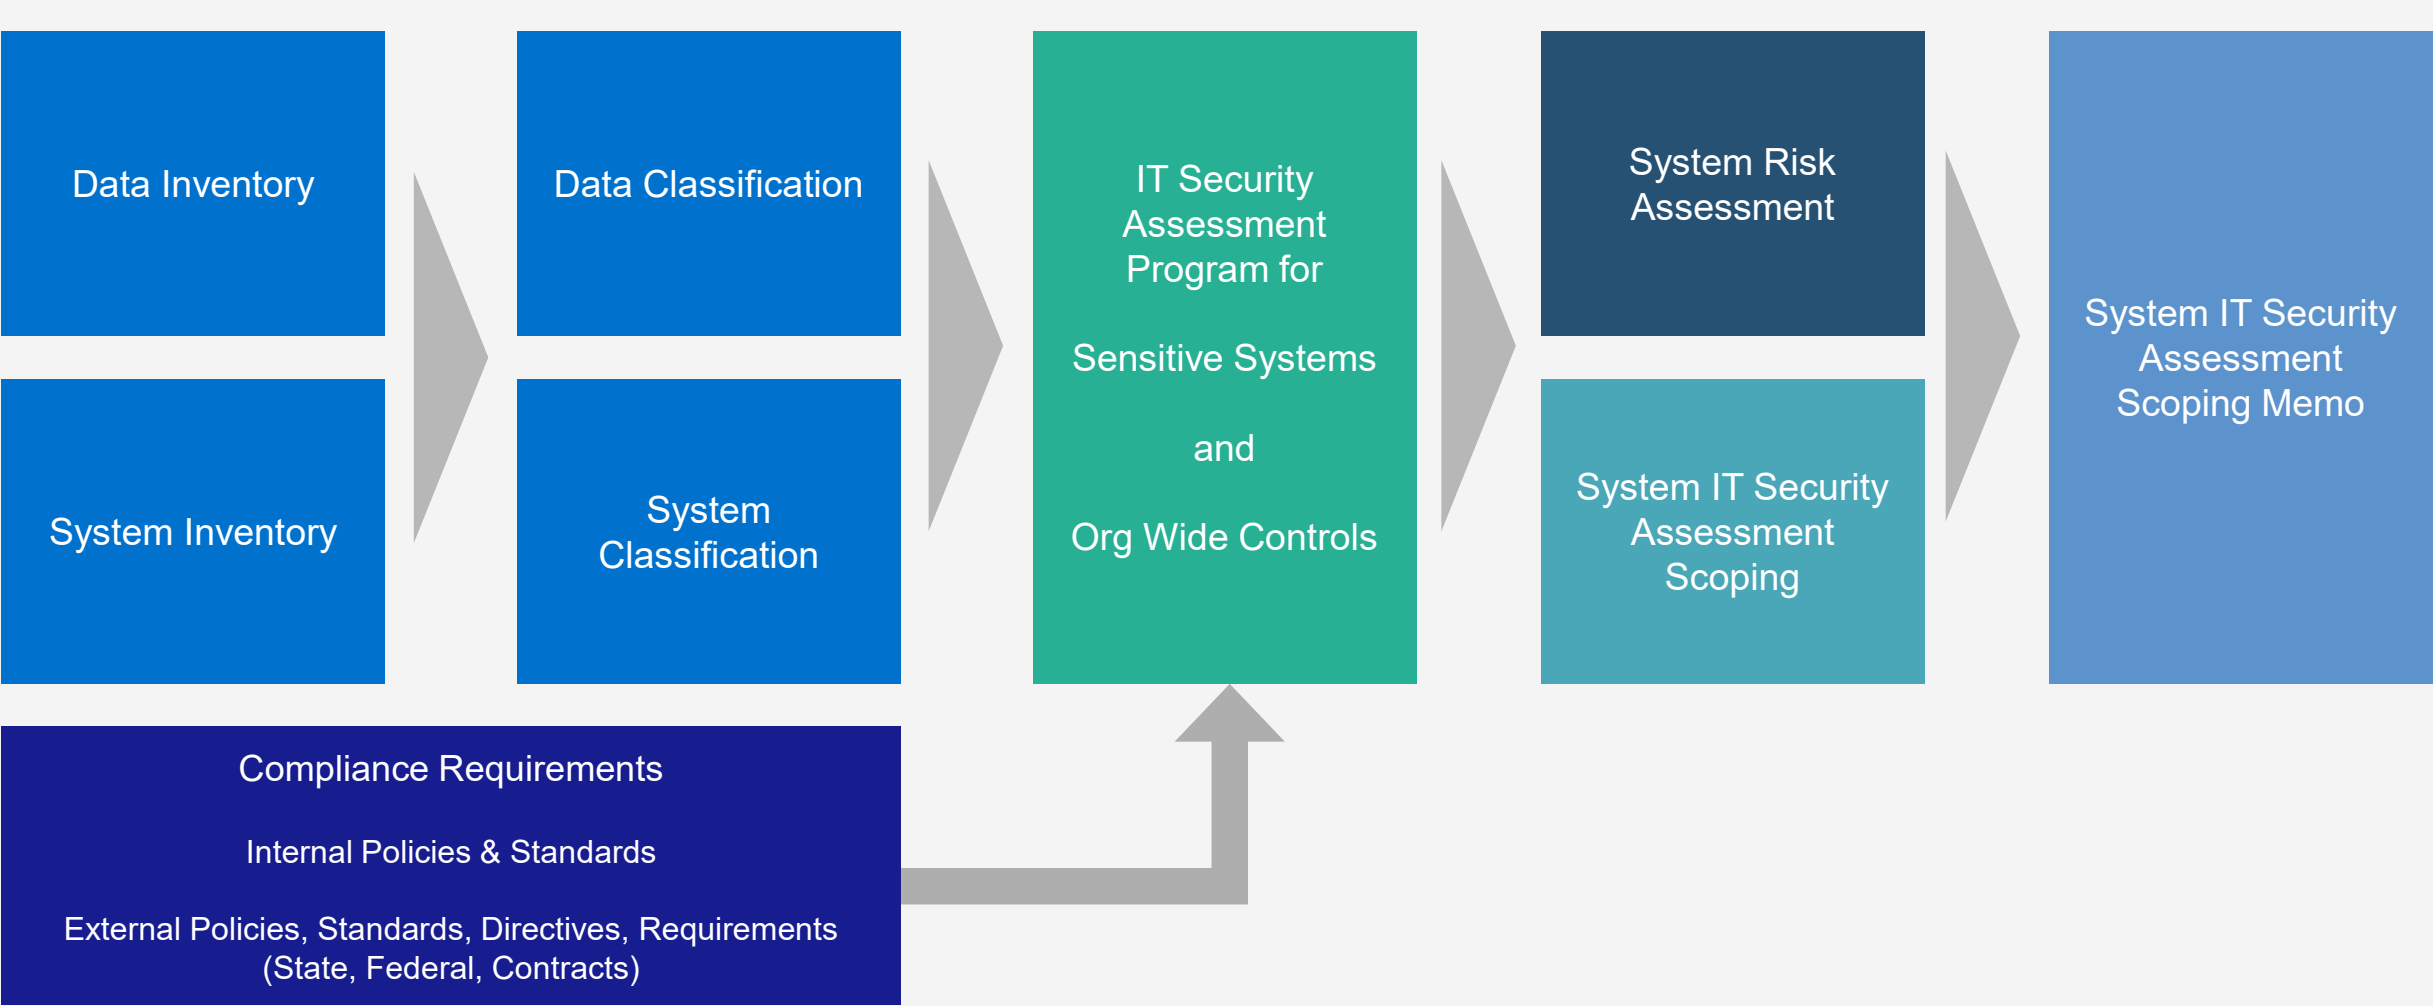 Data Inventory
System Inventory
Data Classification
System
Classification
IT Security
Assessment
Program for
Sensitive Systems
and
Org Wide Controls
System Risk
Assessment
System IT Security
Assessment
Scoping
System IT Security
Assessment
Scoping Memo
Compliance Requirements
Internal Policies & Standards
External Policies, Standards, Directives, Requirements
(State, Federal, Contracts)